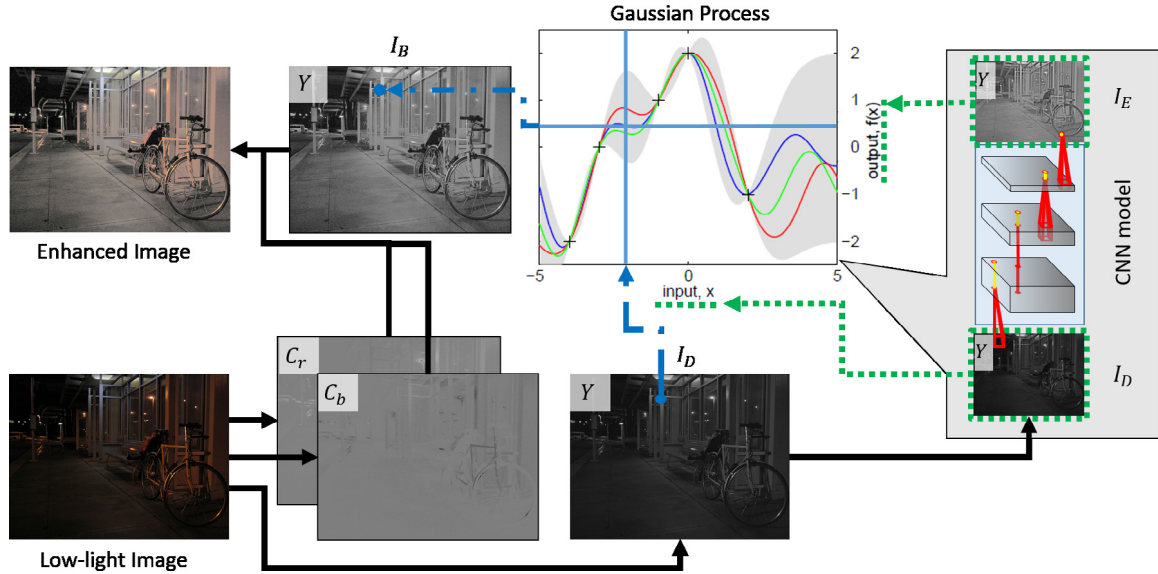 Gaussian Process
I_B
Y
Y
I_E
2
1
0
-1
-2
output, f(x)
CNN model
Enhanced Image
-5
0
5
input, x
C_r
C_b
I_D
Y
Y
I_D
Low-light Image